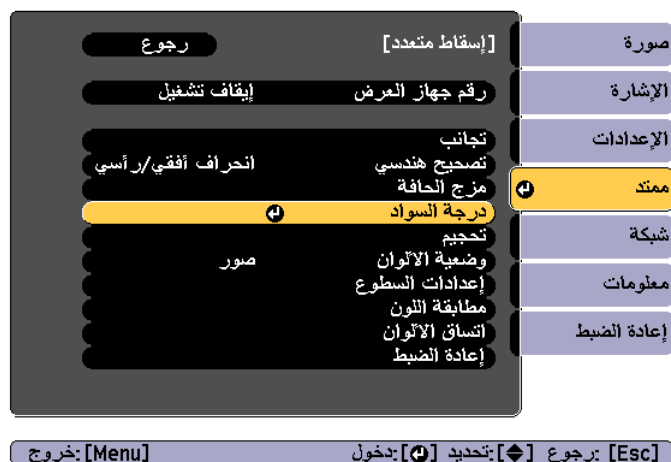 صورة
الإشارة
الإعدادات
ممتد
شبكة
معلومات
إعادة الضبط
[إسقاط متعدد] رجوع
رقم جهاز العرض إيقاف تشغيل
تجانب
تصحيح هندسي انحراف أفقي/رأسي
مزج الحافة
درجة السواد
تحجيم
وضعية الألوان صور
إعدادات السطوع
مطابقة اللون
اتساق الألوان
إعادة الضبط
[Esc] :رجوع [◆]:تحديد [↵]:دخول [Menu]:خروج